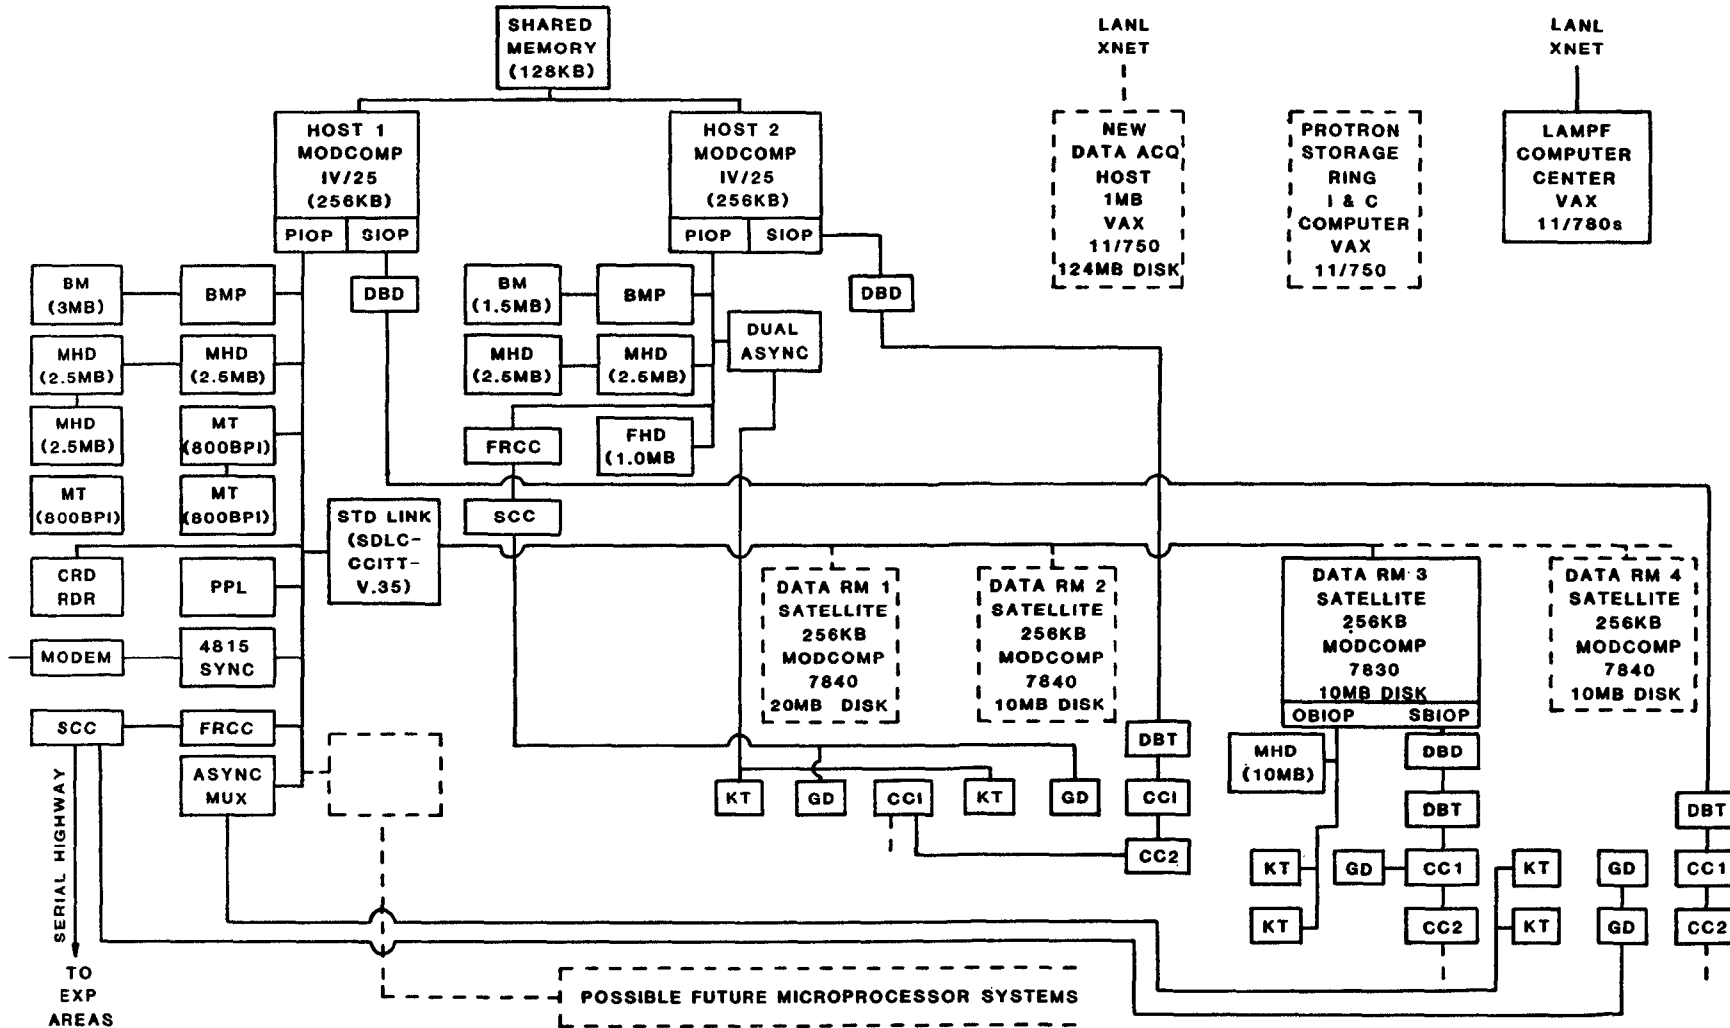 SHARED
MEMORY
(128KB)
LANL
XNET
LANL
XNET
HOST 1
MODCOMP
IV/25
(256KB)
PIOP
SIOP
HOST 2
MODCOMP
IV/25
(256KB)
PIOP
SIOP
NEW
DATA ACQ
HOST
1MB
VAX
11/750
124MB DISK
PROTRON
STORAGE
RING
I & C
COMPUTER
VAX
11/750
LAMPF
COMPUTER
CENTER
VAX
11/780s
BM
(3MB)
BMP
DBD
BM
(1.5MB)
BMP
DBD
DUAL
ASYNC
MHD
(2.5MB)
MHD
(2.5MB)
MHD
(2.5MB)
MHD
(2.5MB)
MHD
(2.5MB)
MT
(800BPI)
FRCC
FHD
(1.0MB
MT
(800BPI)
MT
(800BPI)
STD LINK
(SDLC-
CCITT-
V.35)
SCC
CRD
RDR
PPL
DATA RM 1
SATELLITE
256KB
MODCOMP
7840
20MB DISK
DATA RM 2
SATELLITE
256KB
MODCOMP
7840
10MB DISK
DATA RM 3
SATELLITE
256KB
MODCOMP
7830
10MB DISK
OBIOP
SBIOP
DATA RM 4
SATELLITE
256KB
MODCOMP
7840
10MB DISK
MODEM
4815
SYNC
SCC
FRCC
ASYNC
MUX
DBT
MHD
(10MB)
DBD
KT
GD
CC1
KT
GD
CC1
DBT
DBT
CC2
KT
GD
CC1
KT
GD
CC1
KT
CC2
KT
GD
CC2
SERIAL HIGHWAY
TO
EXP
AREAS
POSSIBLE FUTURE MICROPROCESSOR SYSTEMS